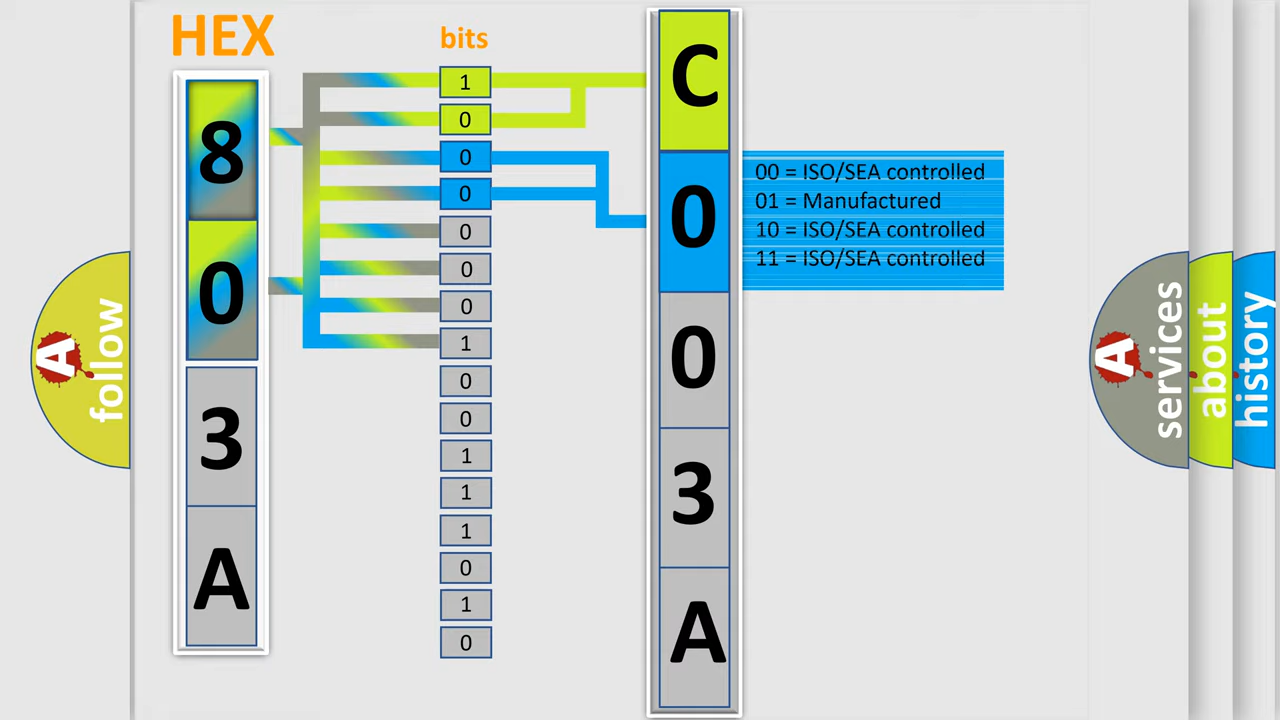 HEX
8
0
3
A
bits
1
0
0
0
0
0
0
1
0
0
1
1
1
0
1
0
C
0
0
3
A
00 = ISO/SEA controlled
01 = Manufactured
10 = ISO/SEA controlled
11 = ISO/SEA controlled
A
follow
A
services
about
history